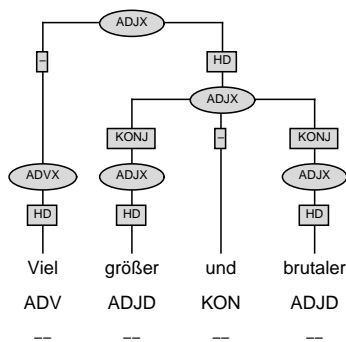 ADJX
– HD
ADJX
KONJ – KONJ
ADVX ADJX ADJX
HD HD HD
Viel größer und brutaler
ADV ADJD KON ADJD
-- -- -- --